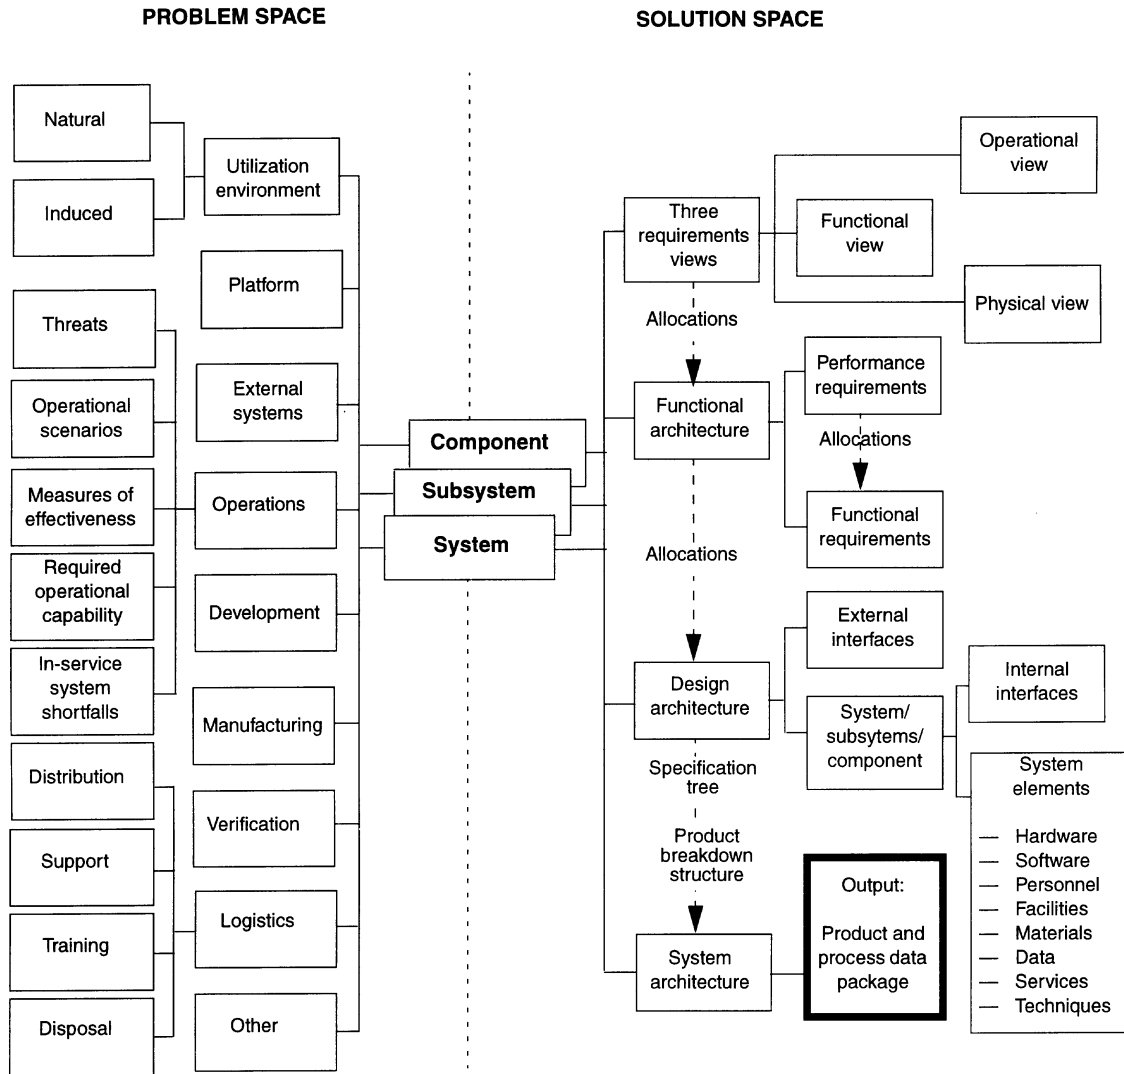 PROBLEM SPACE
SOLUTION SPACE
Natural
Induced
Utilization
environment
Platform
Threats
Operational
scenarios
Measures of
effectiveness
Required
operational
capability
In-service
system
shortfalls
External
systems
Operations
Development
Manufacturing
Distribution
Support
Training
Disposal
Verification
Logistics
Other
Component
Subsystem
System
Three
requirements
views
Operational
view
Functional
view
Physical view
Allocations
Functional
architecture
Performance
requirements
Allocations
Functional
requirements
Allocations
Design
architecture
External
interfaces
System/
subsytems/
component
Internal
interfaces
System
elements
— Hardware
— Software
— Personnel
— Facilities
— Materials
— Data
— Services
— Techniques
Specification
tree
Product
breakdown
structure
System
architecture
Output:
Product and
process data
package